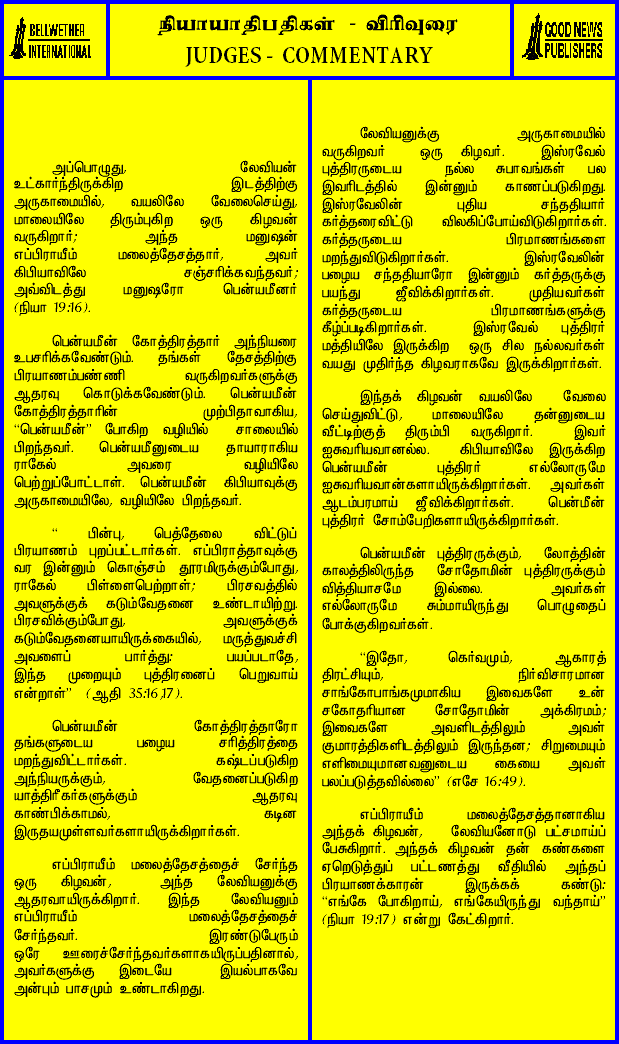 BELLWETHER
INTERNATIONAL
நியாயாதிபதிகள் - விரிவுரை
JUDGES - COMMENTARY
GOOD NEWS
PUBLISHERS
அப்பொழுது, லேவியன்
உட்கார்ந்திருக்கிற இடத்திற்கு
அருகாமையில், வயலிலே வேலைசெய்து,
மாலையிலே திரும்புகிற ஒரு கிழவன்
வருகிறார்; அந்த மனுஷன்
எப்பிராயீம் மலைத்தேசத்தார், அவர்
கிபியாவிலே சஞ்சரிக்கவந்தவர்;
அவ்விடத்து மனுஷரோ பென்யமீனர்
(நியா 19:16).
பென்யமீன் கோத்திரத்தார் அந்நியரை
உபசரிக்கவேண்டும். தங்கள் தேசத்திற்கு
பிரயாணம்பண்ணி வருகிறவர்களுக்கு
ஆதரவு கொடுக்கவேண்டும். பென்யமீன்
கோத்திரத்தாரின் முற்பிதாவாகிய,
“பென்யமீன்” போகிற வழியில் சாலையில்
பிறந்தவர். பென்யமீனுடைய தாயாராகிய
ராகேல் அவரை வழியிலே
பெற்றுப்போட்டாள். பென்யமீன் கிபியாவுக்கு
அருகாமையிலே, வழியிலே பிறந்தவர்.
“ பின்பு, பெத்தேலை விட்டுப்
பிரயாணம் புறப்பட்டார்கள். எப்பிராத்தாவுக்கு
வர இன்னும் கொஞ்சம் தூரமிருக்கும்போது,
ராகேல் பிள்ளைபெற்றாள்; பிரசவத்தில்
அவளுக்குக் கடும்வேதனை உண்டாயிற்று.
பிரசவிக்கும்போது, அவளுக்குக்
கடும்வேதனையாயிருக்கையில், மருத்துவச்சி
அவளைப் பார்த்து: பயப்படாதே,
இந்த முறையும் புத்திரனைப் பெறுவாய்
என்றாள்” (ஆதி 35:16,17).
பென்யமீன் கோத்திரத்தாரோ
தங்களுடைய பழைய சரித்திரத்தை
மறந்துவிட்டார்கள். கஷ்டப்படுகிற
அந்நியருக்கும், வேதனைப்படுகிற
யாத்திரீகர்களுக்கும் ஆதரவு
காண்பிக்காமல், கடின
இருதயமுள்ளவர்களாயிருக்கிறார்கள்.
எப்பிராயீம் மலைத்தேசத்தைச் சேர்ந்த
ஒரு கிழவன், அந்த லேவியனுக்கு
ஆதரவாயிருக்கிறார். இந்த லேவியனும்
எப்பிராயீம் மலைத்தேசத்தைச்
சேர்ந்தவர். இரண்டுபேரும்
ஒரே ஊரைச்சேர்ந்தவர்களாகயிருப்பதினால்,
அவர்களுக்கு இடையே இயல்பாகவே
அன்பும் பாசமும் உண்டாகிறது.
லேவியனுக்கு அருகாமையில்
வருகிறவர் ஒரு கிழவர். இஸ்ரவேல்
புத்திரருடைய நல்ல சுபாவங்கள் பல
இவரிடத்தில் இன்னும் காணப்படுகிறது.
இஸ்ரவேலின் புதிய சந்ததியார்
கர்த்தரைவிட்டு விலகிப்போய்விடுகிறார்கள்.
கர்த்தருடைய பிரமாணங்களை
மறந்துவிடுகிறார்கள். இஸ்ரவேலின்
பழைய சந்ததியாரோ இன்னும் கர்த்தருக்கு
பயந்து ஜீவிக்கிறார்கள். முதியவர்கள்
கர்த்தருடைய பிரமாணங்களுக்கு
கீழ்ப்படிகிறார்கள். இஸ்ரவேல் புத்திரர்
மத்தியிலே இருக்கிற ஒரு சில நல்லவர்கள்
வயது முதிர்ந்த கிழவராகவே இருக்கிறார்கள்.
இந்தக் கிழவன் வயலிலே வேலை
செய்துவிட்டு, மாலையிலே தன்னுடைய
வீட்டிற்குத் திரும்பி வருகிறார். இவர்
ஐசுவரியவானல்ல. கிபியாவிலே இருக்கிற
பென்யமீன் புத்திரர் எல்லோருமே
ஐசுவரியவான்களாயிருக்கிறார்கள். அவர்கள்
ஆடம்பரமாய் ஜீவிக்கிறார்கள். பென்மீன்
புத்திரர் சோம்பேறிகளாயிருக்கிறார்கள்.
பென்யமீன் புத்திரருக்கும், லோத்தின்
காலத்திலிருந்த சோதோமின் புத்திரருக்கும்
வித்தியாசமே இல்லை. அவர்கள்
எல்லோருமே சும்மாயிருந்து பொழுதைப்
போக்குகிறவர்கள்.
“இதோ, கெர்வமும், ஆகாரத்
திரட்சியும், நிர்விசாரமான
சாங்கோபாங்கமுமாகிய இவைகளே உன்
சகோதரியான சோதோமின் அக்கிரமம்;
இவைகளே அவளிடத்திலும் அவள்
குமாரத்திகளிடத்திலும் இருந்தன; சிறுமையும்
எளிமையுமானவனுடைய கையை அவள்
பலப்படுத்தவில்லை” (எசே 16:49).
எப்பிராயீம் மலைத்தேசத்தானாகிய
அந்தக் கிழவன், லேவியனோடு பட்சமாய்ப்
பேசுகிறார். அந்தக் கிழவன் தன் கண்களை
ஏறெடுத்துப் பட்டணத்து வீதியில் அந்தப்
பிரயாணக்காரன் இருக்கக் கண்டு:
“எங்கே போகிறாய், எங்கேயிருந்து வந்தாய்”
(நியா 19:17) என்று கேட்கிறார்.